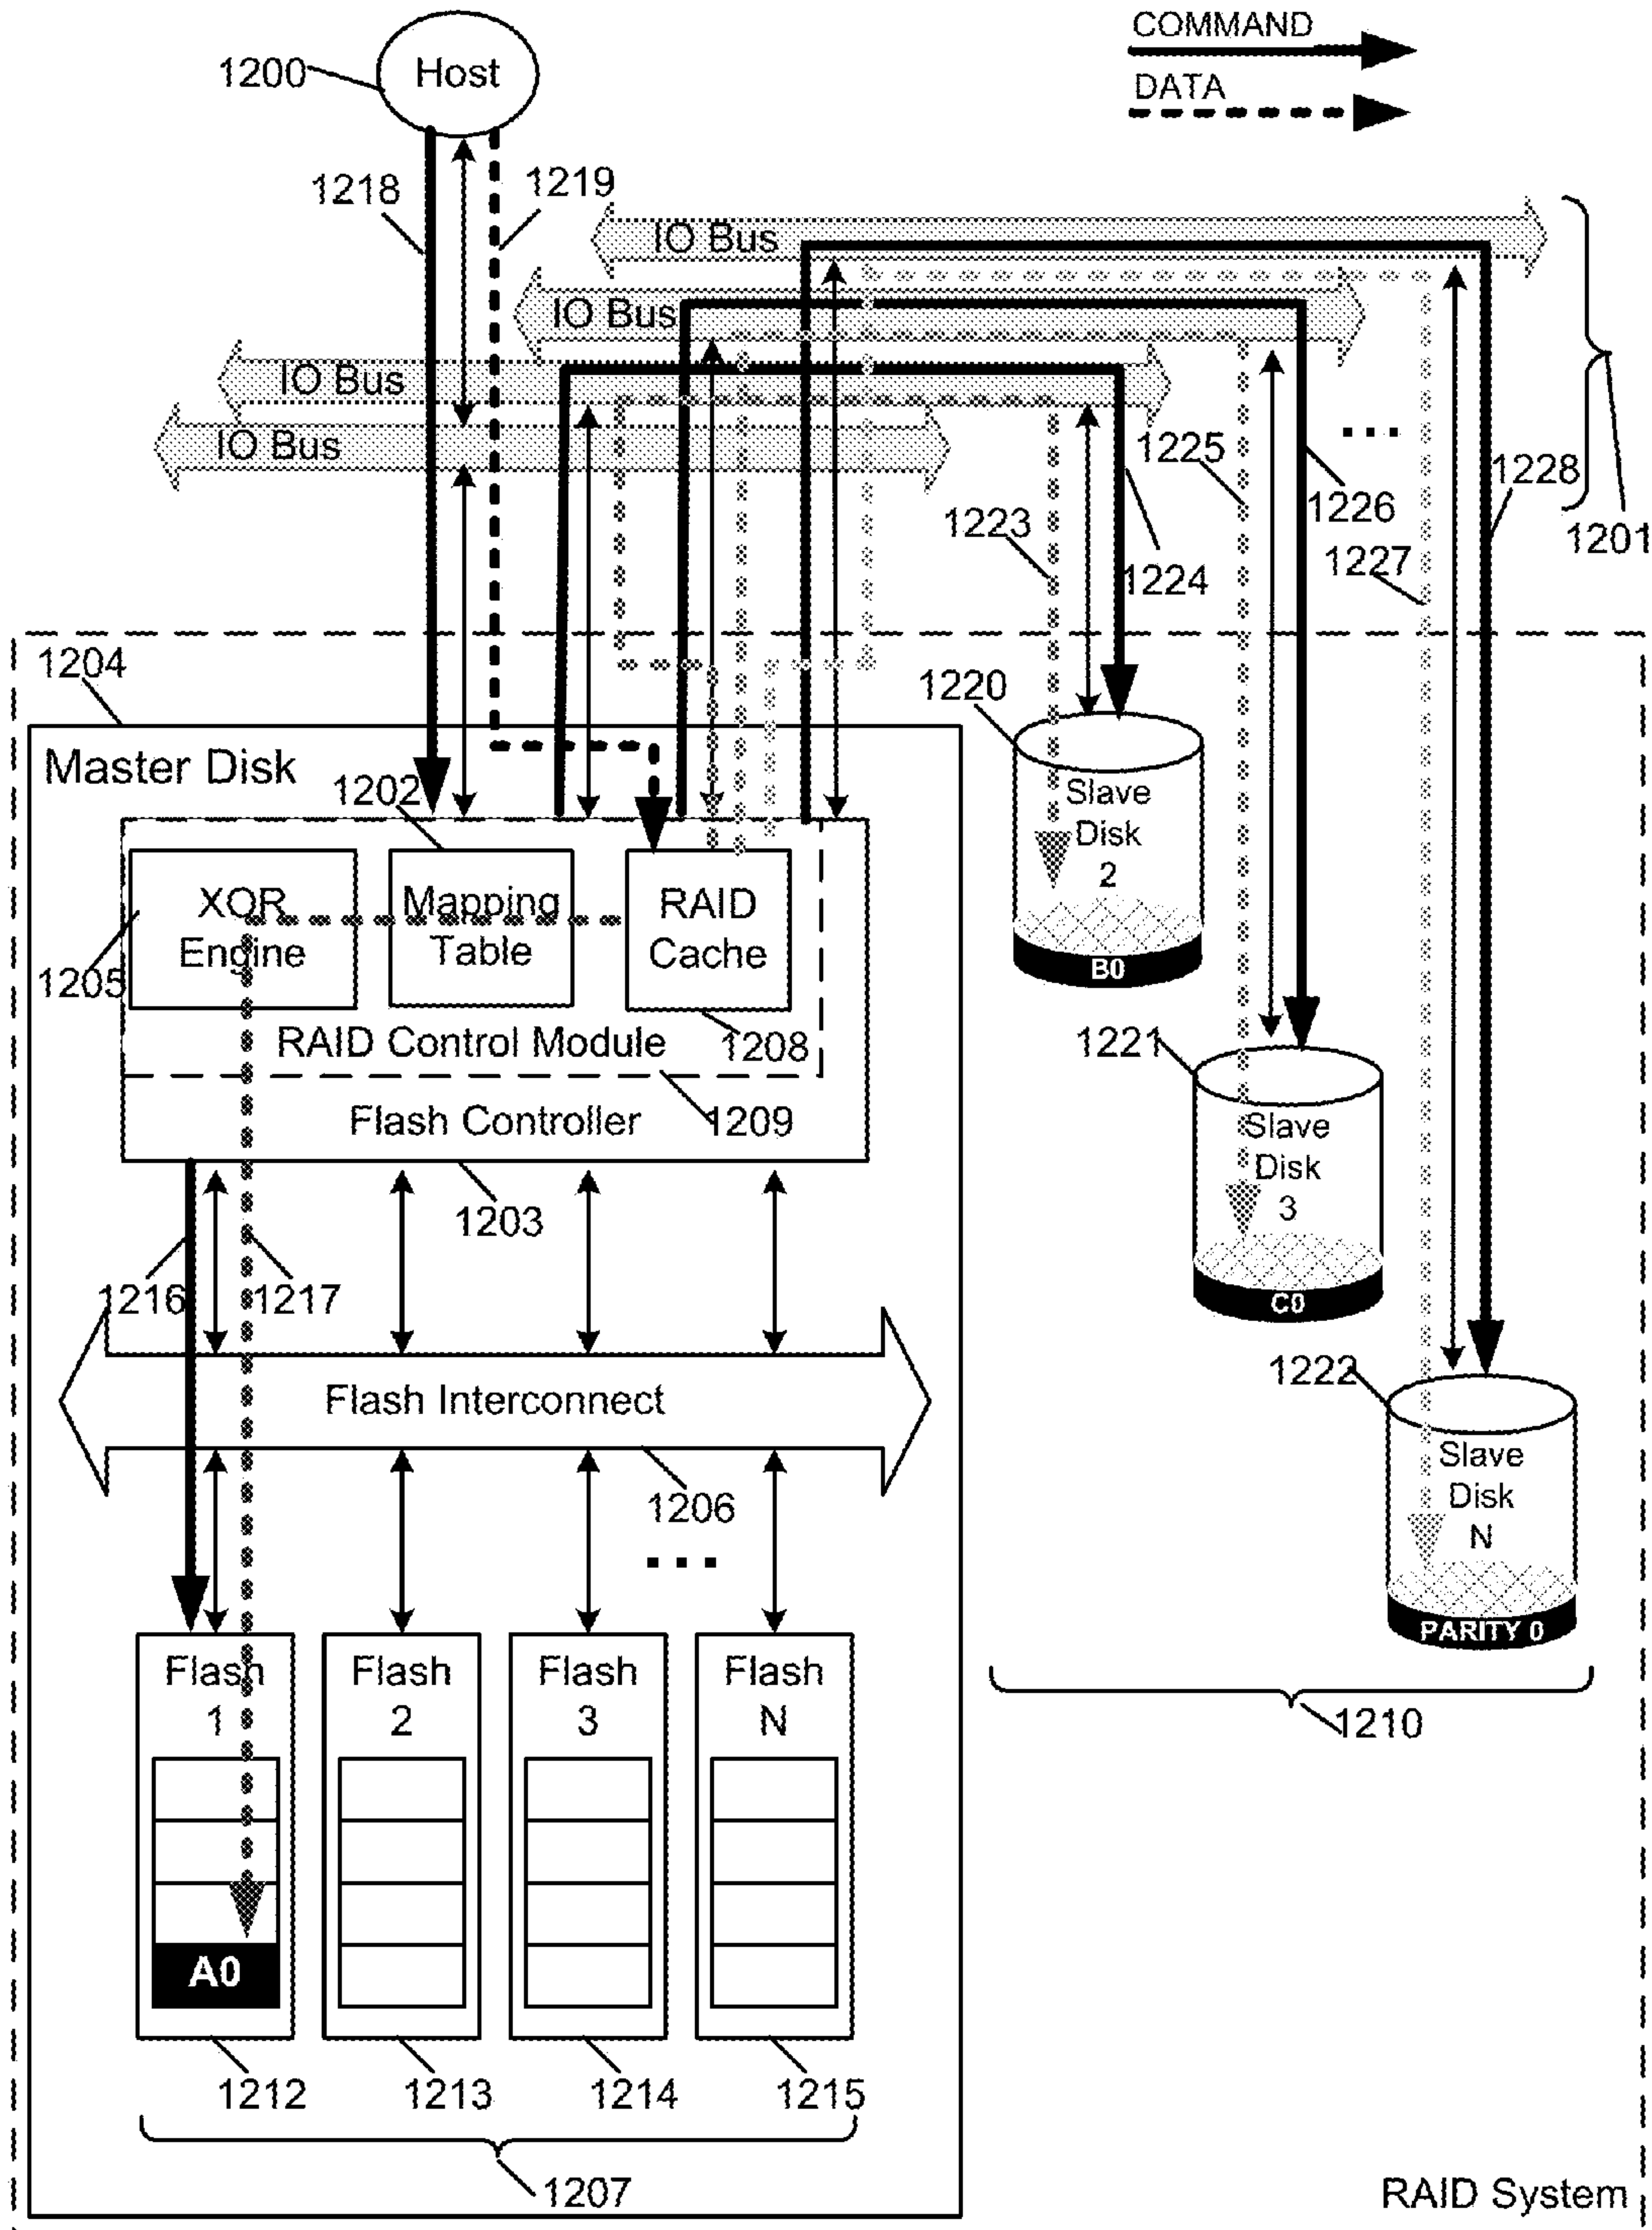 COMMAND
1200
Host
DATA
1218
1219
IO Bus
IO Bus
IO Bus
IO Bus
1225
1228
1226
1223
1201
1227
1224
1204
1220
Master Disk
1202
Slave
Disk
2
XOR
Engine
Mapping
Table
RAID
Cache
B0
1205
RAID Control Module
1208
1221
Flash Controller
1209
Slave
Disk
3
1203
1216
1217
C0
1222
Flash Interconnect
Slave
Disk
N
1206
...
...
PARITY 0
Flash
1
Flash
2
Flash
3
Flash
N
1210
A0
1212
1213
1214
1215
1207
RAID System